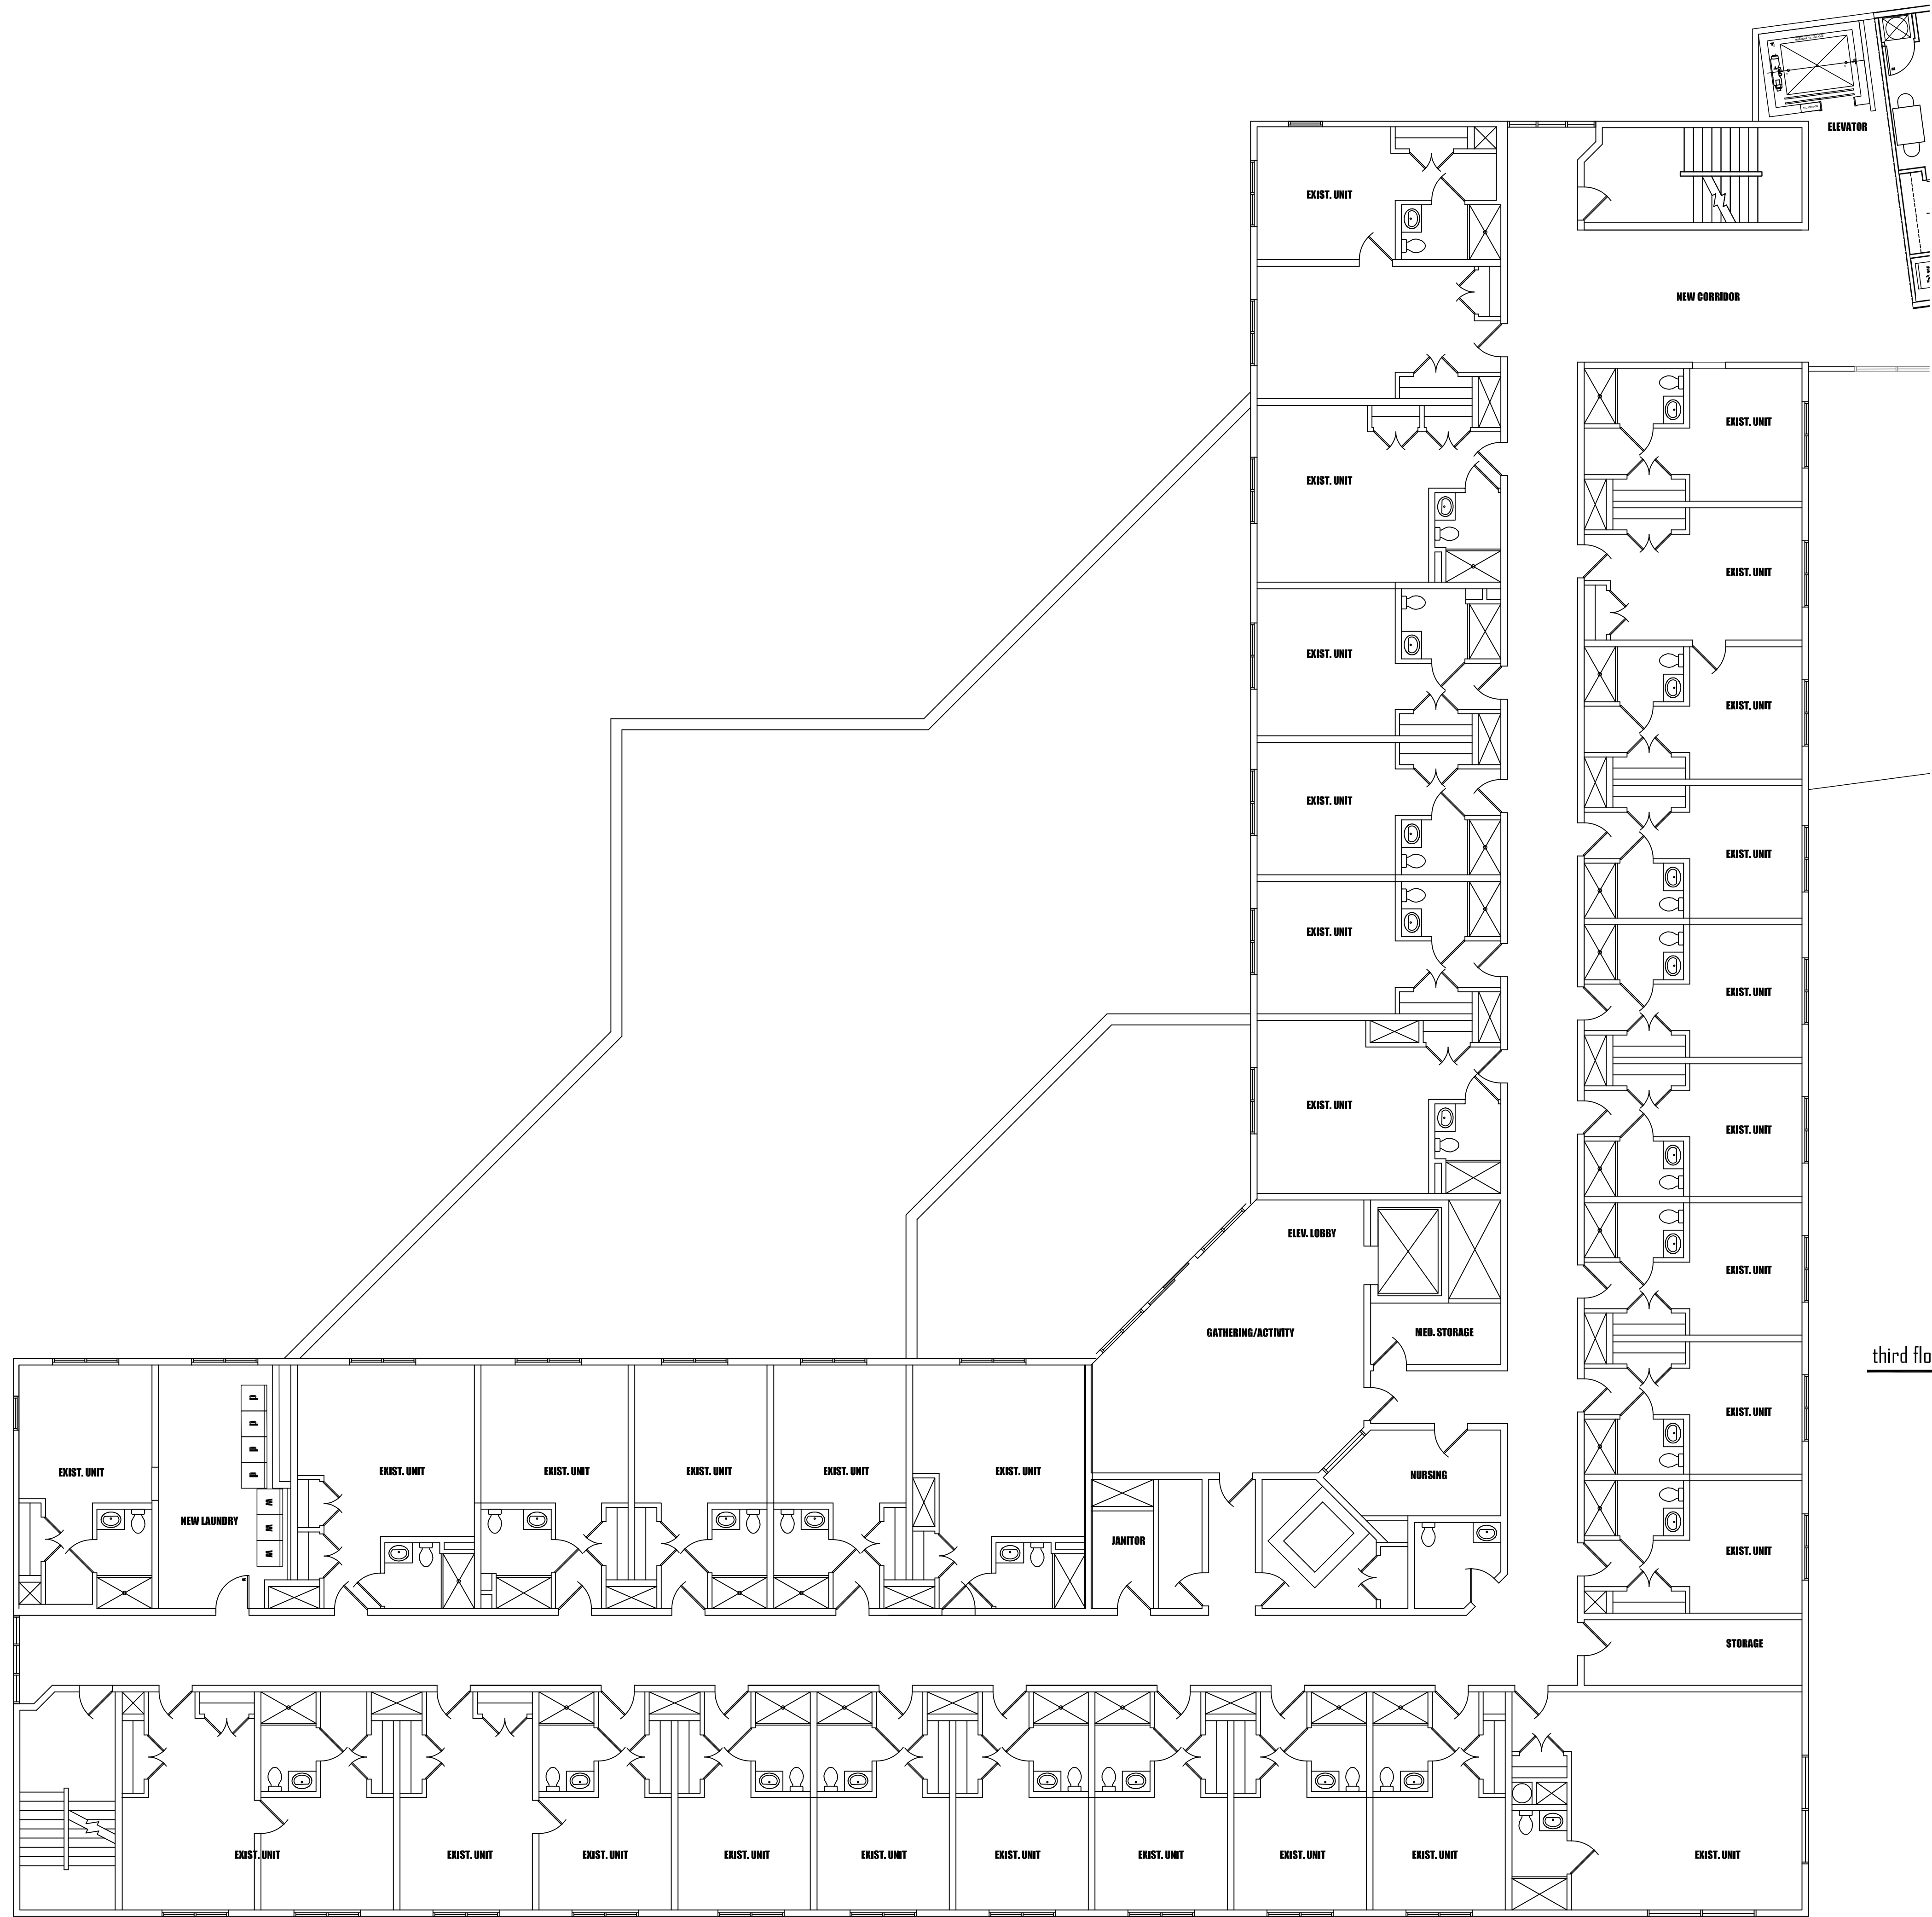 ELEVATOR
EXIST. UNIT
NEW CORRIDOR
EXIST. UNIT
EXIST. UNIT
EXIST. UNIT
EXIST. UNIT
EXIST. UNIT
EXIST. UNIT
EXIST. UNIT
EXIST. UNIT
EXIST. UNIT
EXIST. UNIT
EXIST. UNIT
EXIST. UNIT
ELEV. LOBBY
EXIST. UNIT
GATHERING/ACTIVITY
MED. STORAGE
third flo
EXIST. UNIT
D
D
D
D
EXIST. UNIT
EXIST. UNIT
EXIST. UNIT
EXIST. UNIT
EXIST. UNIT
EXIST. UNIT
NURSING
W
W
W
NEW LAUNDRY
JANITOR
EXIST. UNIT
STORAGE
EXIST. UNIT
EXIST. UNIT
EXIST. UNIT
EXIST. UNIT
EXIST. UNIT
EXIST. UNIT
EXIST. UNIT
EXIST. UNIT
EXIST. UNIT
EXIST. UNIT